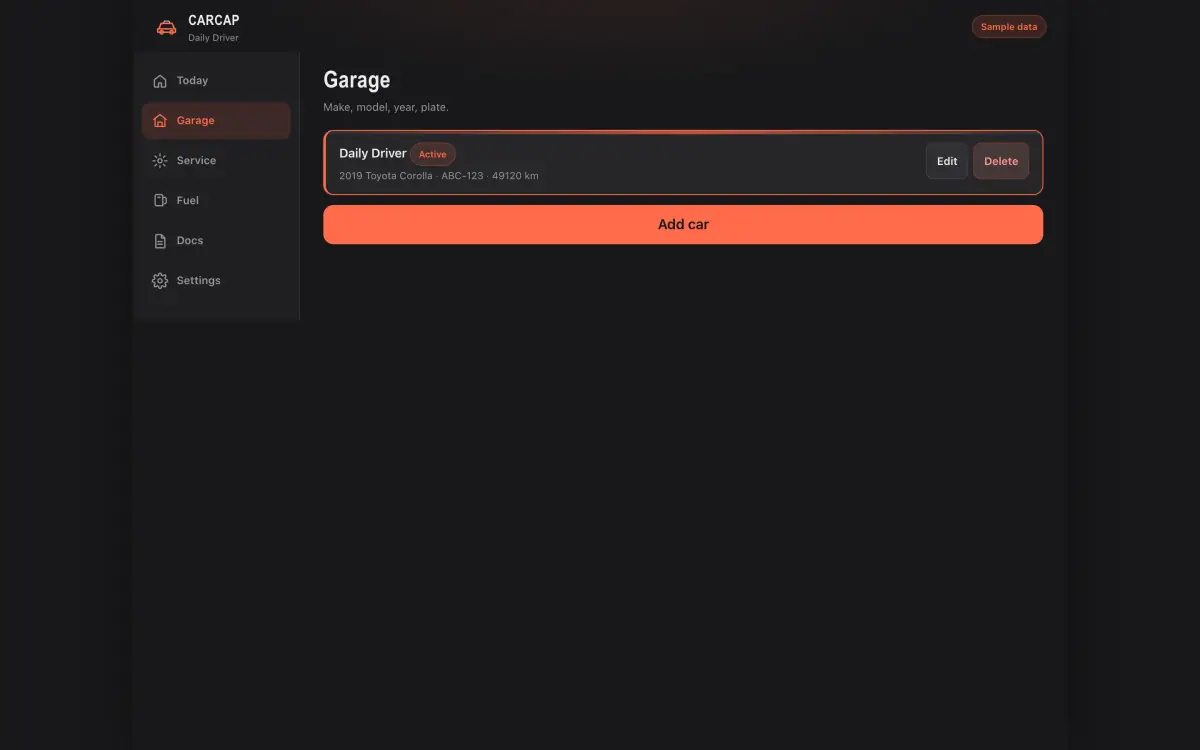 CARCAP
Daily Driver
Sample data
Today
Garage
Service
Fuel
Docs
Settings
Garage
Make, model, year, plate.
Daily Driver Active
2019 Toyota Corolla · ABC-123 · 49120 km
Edit
Delete
Add car